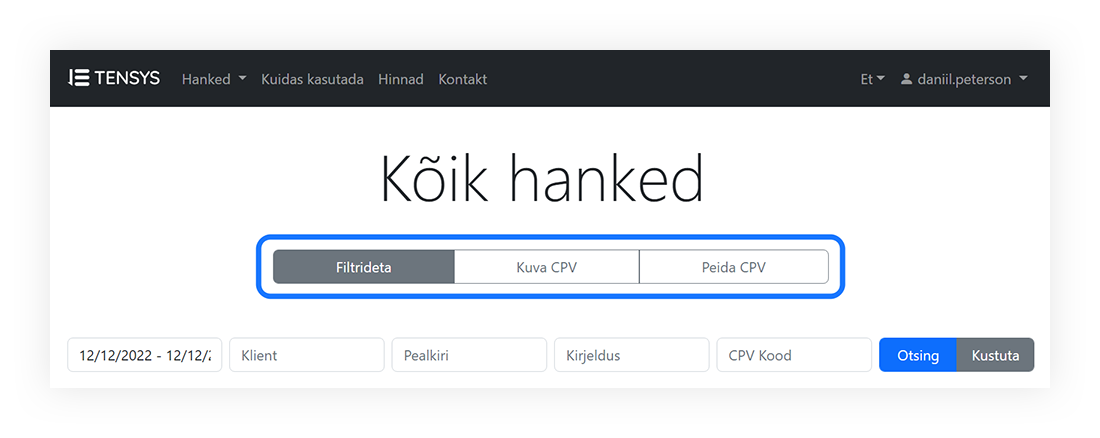 TENSYS Hanked Kuidas kasutada Hinnad Kontakt Et daniil.peterson
Kõik hanked
Filtrideta Kuva CPV Peida CPV
12/12/2022 - 12/12/2 Klient Pealkiri Kirjeldus CPV Kood Otsing Kustuta